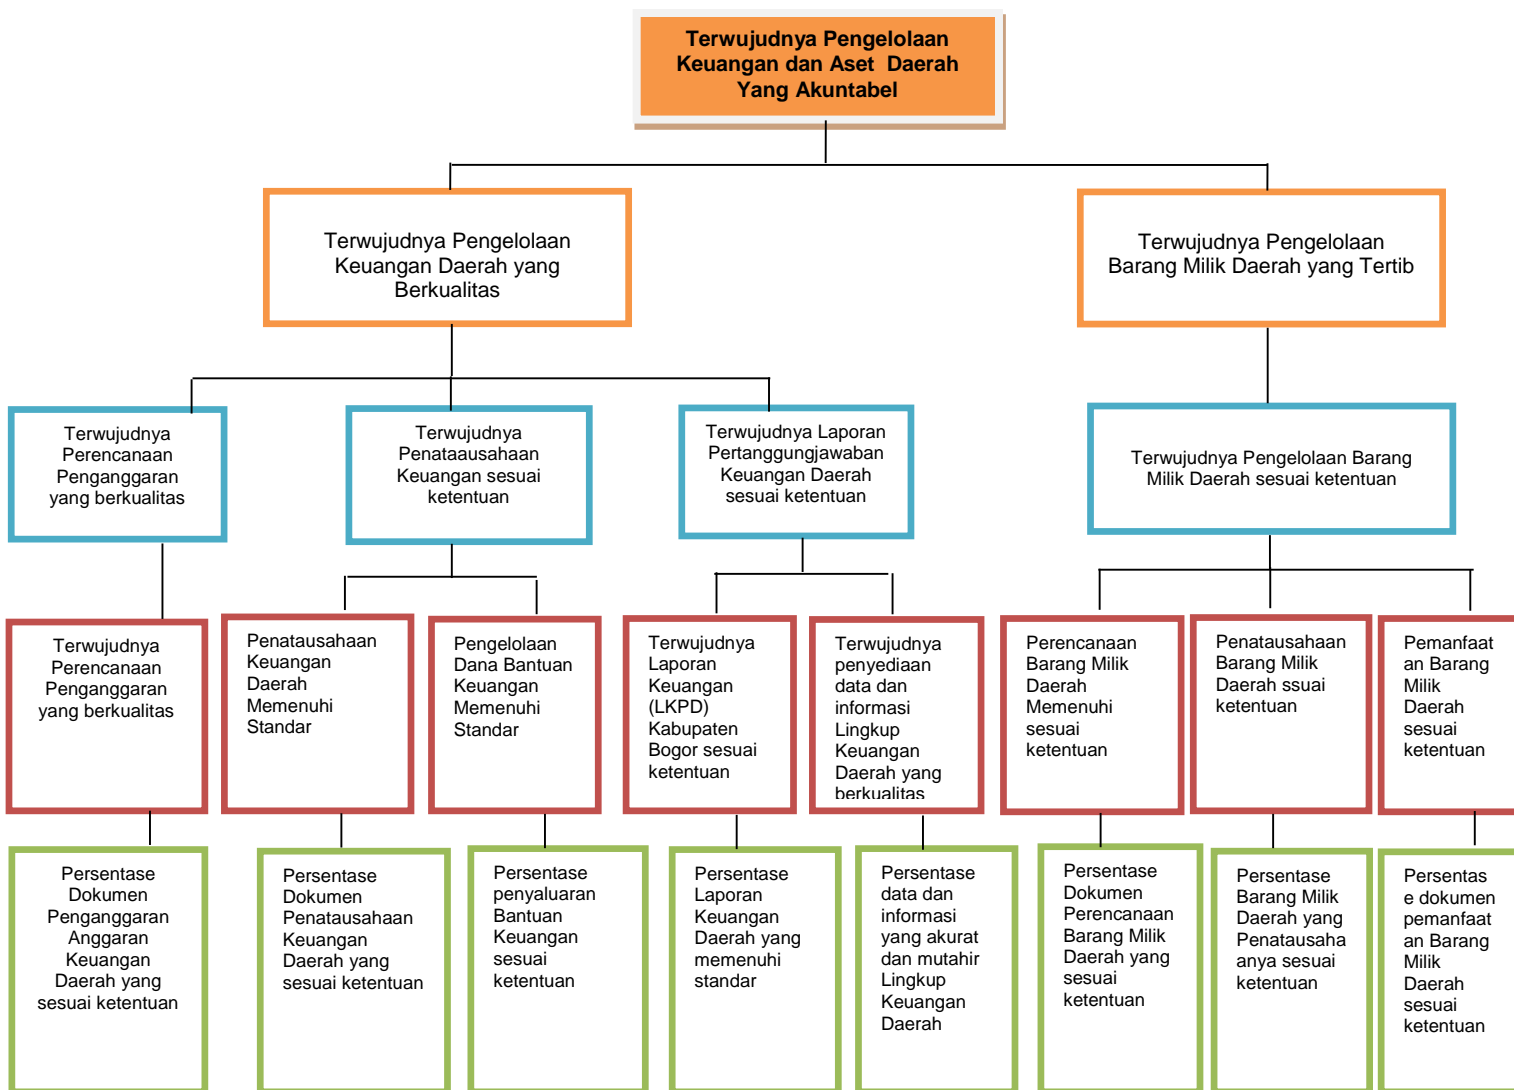 Terwujudnya Pengelolaan
Keuangan dan Aset Daerah
Yang Akuntabel
Terwujudnya Pengelolaan
Keuangan Daerah yang
Berkualitas
Terwujudnya Pengelolaan
Barang Milik Daerah yang Tertib
Terwujudnya
Perencanaan
Penganggaran
yang berkualitas
Terwujudnya
Penataausahaan
Keuangan sesuai
ketentuan
Terwujudnya Laporan
Pertanggungjawaban
Keuangan Daerah
sesuai ketentuan
Terwujudnya Pengelolaan Barang
Milik Daerah sesuai ketentuan
Terwujudnya
Perencanaan
Penganggaran
yang berkualitas
Penatausahaan
Keuangan
Daerah
Memenuhi
Standar
Pengelolaan
Dana Bantuan
Keuangan
Memenuhi
Standar
Terwujudnya
Laporan
Keuangan
(LKPD)
Kabupaten
Bogor sesuai
ketentuan
Terwujudnya
penyediaan
data dan
informasi
Lingkup
Keuangan
Daerah yang
berkualitas
Perencanaan
Barang Milik
Daerah
Memenuhi
sesuai
ketentuan
Penatausahaan
Barang Milik
Daerah ssuai
ketentuan
Pemanfaat
an Barang
Milik
Daerah
sesuai
ketentuan
Persentase
Dokumen
Penganggaran
Anggaran
Keuangan
Daerah yang
sesuai ketentuan
Persentase
Dokumen
Penatausahaan
Keuangan
Daerah yang
sesuai ketentuan
Persentase
penyaluaran
Bantuan
Keuangan
sesuai
ketentuan
Persentase
Laporan
Keuangan
Daerah yang
memenuhi
standar
Persentase
data dan
informasi
yang akurat
dan mutahir
Lingkup
Keuangan
Daerah
Persentase
Dokumen
Perencanaan
Barang Milik
Daerah yang
sesuai
ketentuan
Persentase
Barang Milik
Daerah yang
Penatausaha
anya sesuai
ketentuan
Persentas
e dokumen
pemanfaat
an Barang
Milik
Daerah
sesuai
ketentuan